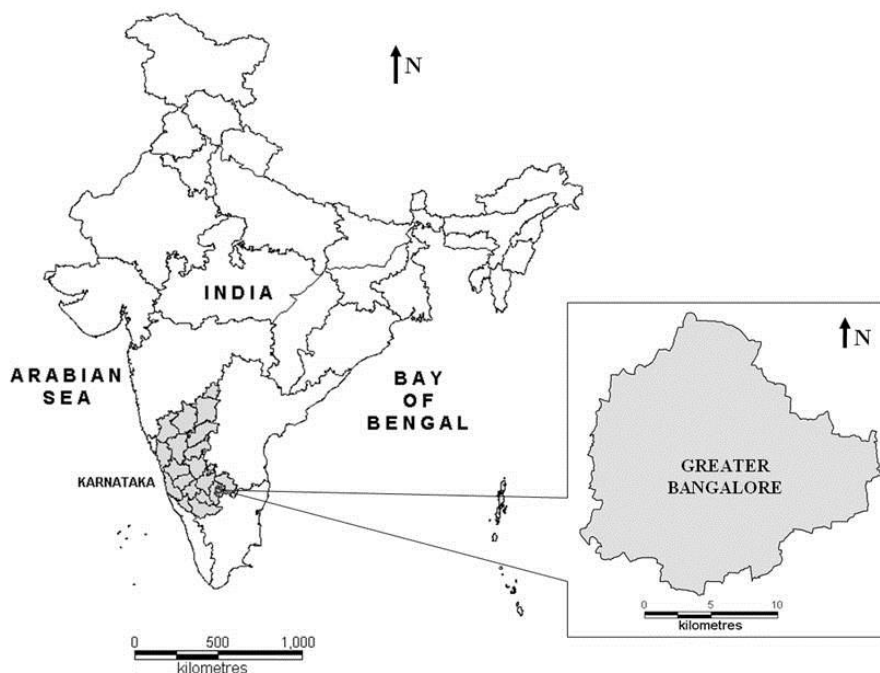 N
INDIA
ARABIAN
SEA
BAY
OF
BENGAL
KARNATAKA
0 500 1,000
kilometres
N
GREATER
BANGALORE
0 5 10
kilometres